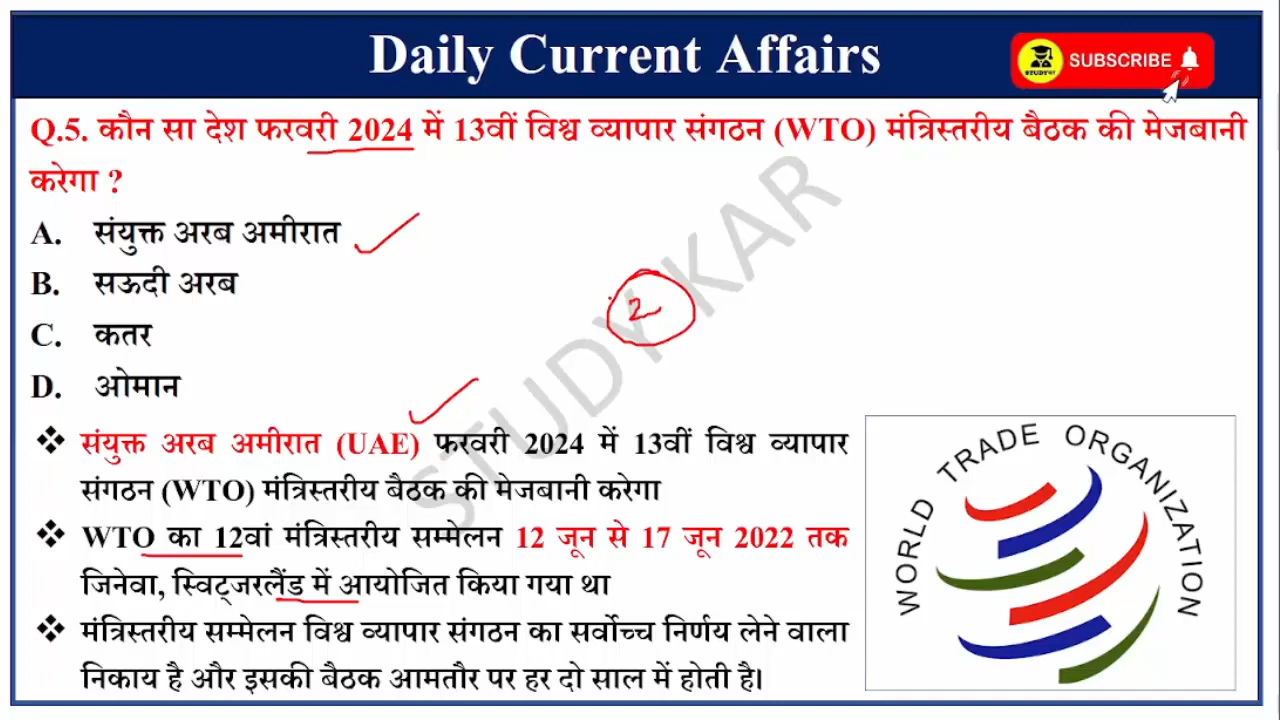 Daily Current Affairs
STUDY
SUBSCRIBE
Q.5. कौन सा देश फरवरी 2024 में 13वीं विश्व व्यापार संगठन (WTO) मंत्रिस्तरीय बैठक की मेजबानी
करेगा ?
A. संयुक्त अरब अमीरात
B. सऊदी अरब
C. कतर
D. ओमान
2
STUDY KAR
❖ संयुक्त अरब अमीरात (UAE) फरवरी 2024 में 13वीं विश्व व्यापार
संगठन (WTO) मंत्रिस्तरीय बैठक की मेजबानी करेगा
❖ WTO का 12वां मंत्रिस्तरीय सम्मेलन 12 जून से 17 जून 2022 तक
जिनेवा, स्विट्जरलैंड में आयोजित किया गया था
❖ मंत्रिस्तरीय सम्मेलन विश्व व्यापार संगठन का सर्वोच्च निर्णय लेने वाला
निकाय है और इसकी बैठक आमतौर पर हर दो साल में होती है।
WORLD TRADE ORGANIZATION